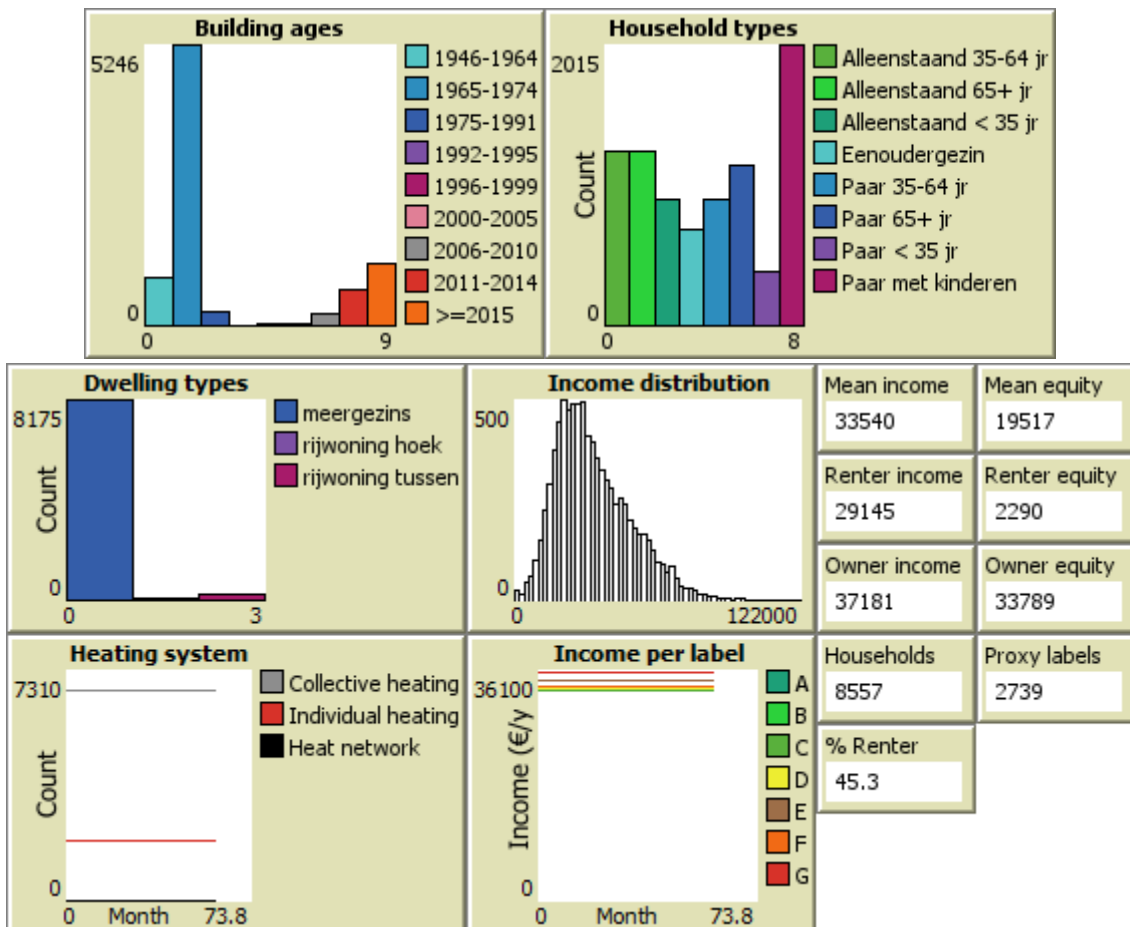 Building ages
5246
0
0
9
1946-1964
1965-1974
1975-1991
1992-1995
1996-1999
2000-2005
2006-2010
2011-2014
>=2015
Household types
2015
Count
0
0
8
Alleenstaand 35-64 jr
Alleenstaand 65+ jr
Alleenstaand < 35 jr
Eenoudergezin
Paar 35-64 jr
Paar 65+ jr
Paar < 35 jr
Paar met kinderen
Dwelling types
8175
Count
0
0
3
meergezins
rijwoning hoek
rijwoning tussen
Income distribution
500
0
0
122000
Mean income
33540
Mean equity
19517
Renter income
29145
Renter equity
2290
Owner income
37181
Owner equity
33789
Heating system
7310
Count
0
0
Month
73.8
Collective heating
Individual heating
Heat network
Income per label
36100
Income (€/y
0
0
Month
73.8
A
B
C
D
E
F
G
Households
8557
Proxy labels
2739
% Renter
45.3